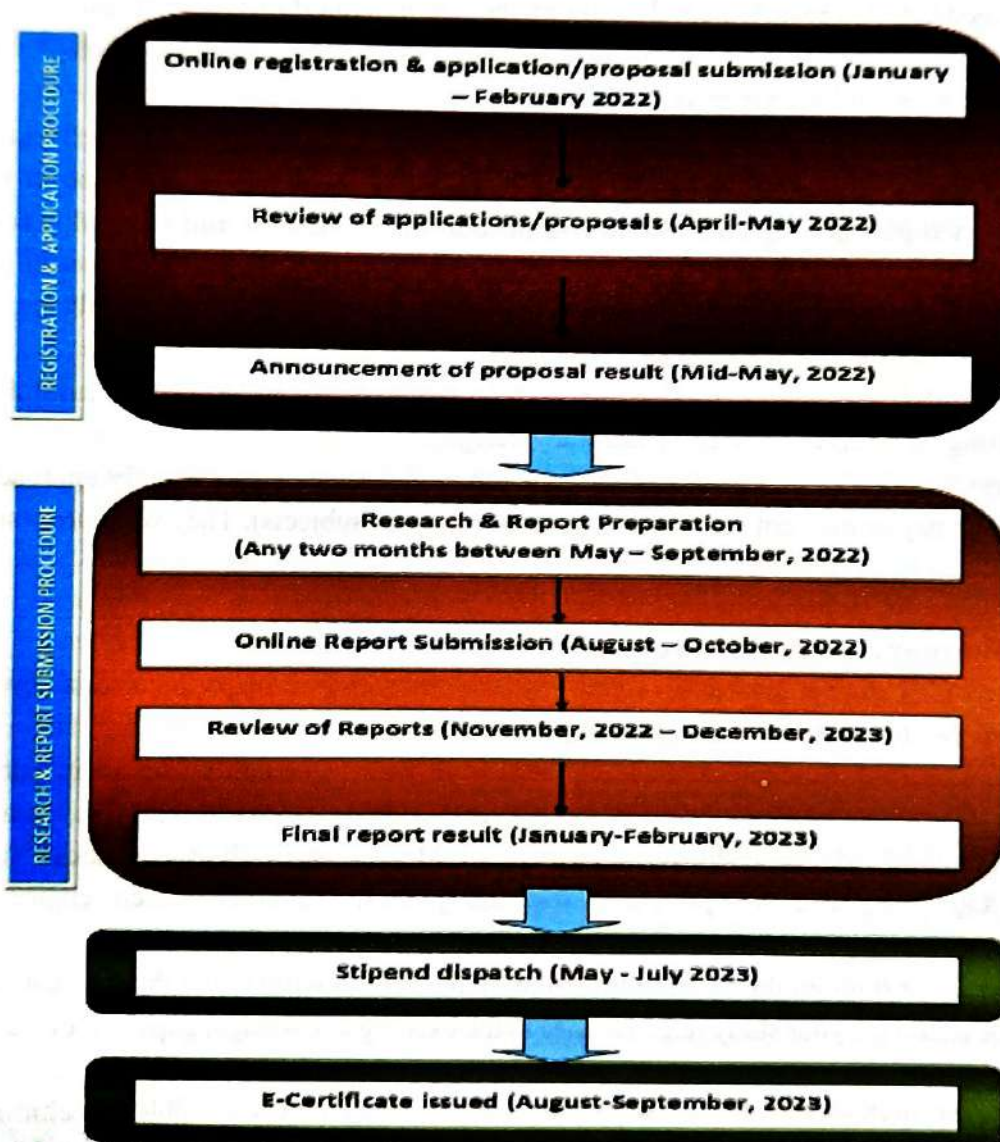 REGISTRATION & APPLICATION PROCEDURE
Online registration & application/proposal submission (January
– February 2022)
Review of applications/proposals (April-May 2022)
Announcement of proposal result (Mid-May, 2022)
RESEARCH & REPORT SUBMISSION PROCEDURE
Research & Report Preparation
(Any two months between May – September, 2022)
Online Report Submission (August – October, 2022)
Review of Reports (November, 2022 – December, 2023)
Final report result (January-February, 2023)
Stipend dispatch (May - July 2023)
E-Certificate issued (August-September, 2023)